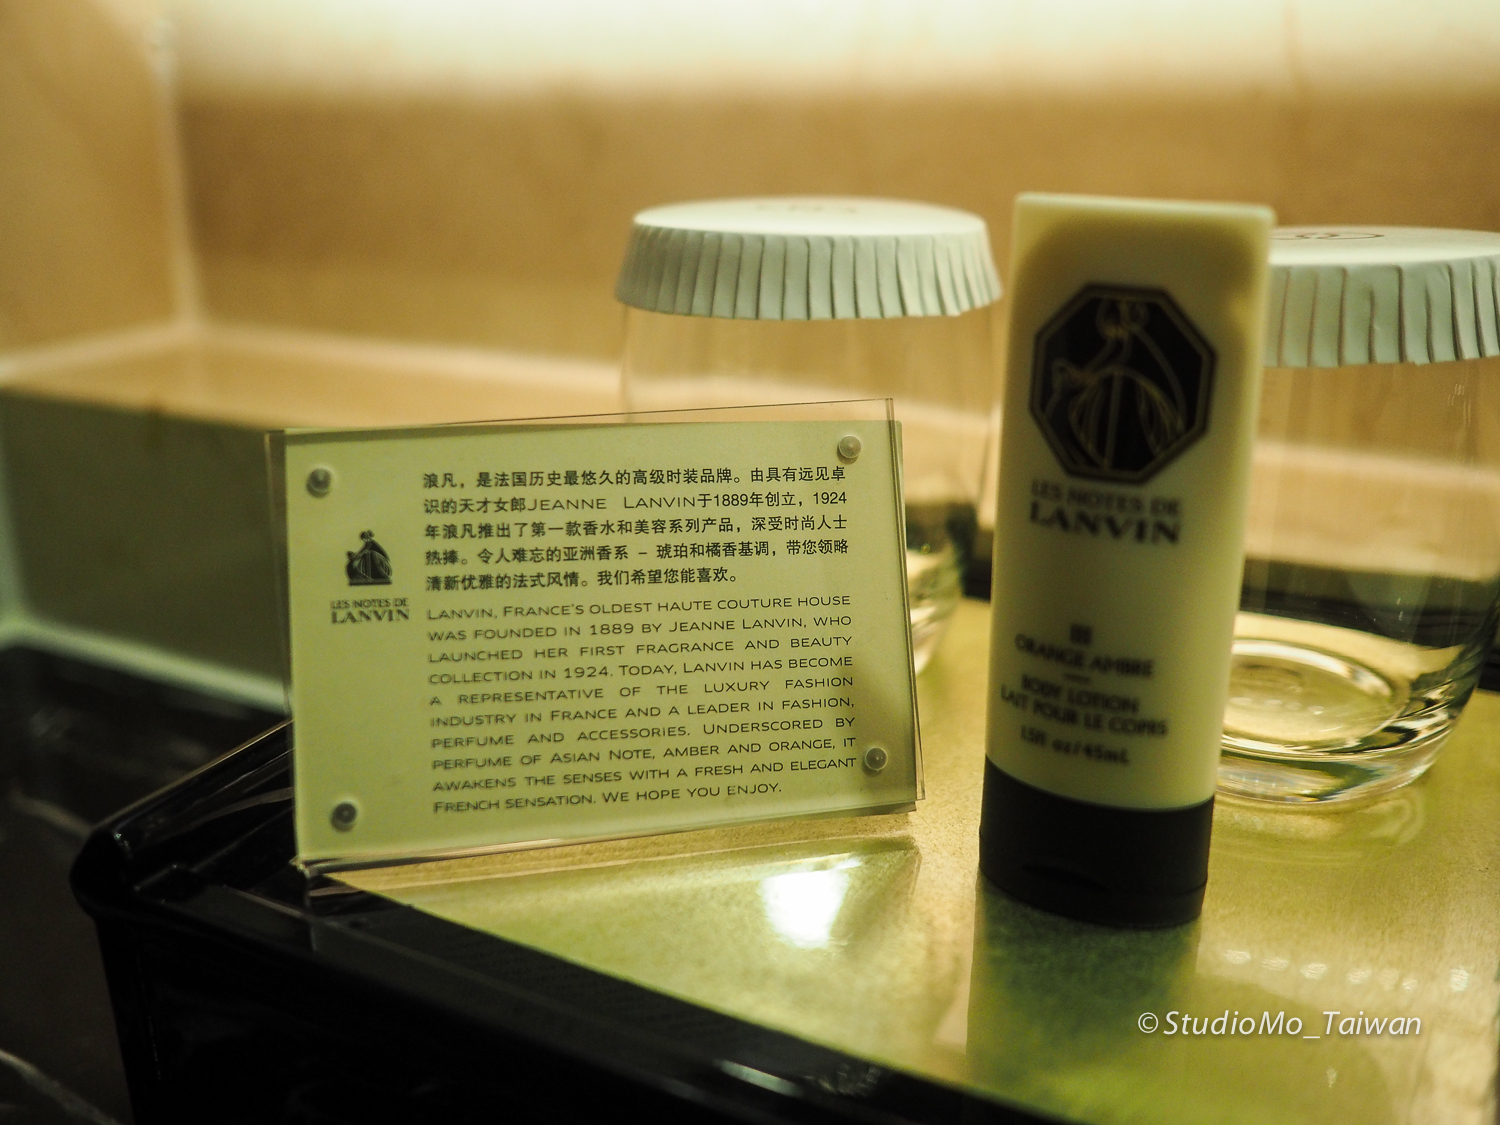 浪凡，是法国历史最悠久的高级时装品牌。由具有远见卓
识的天才女郎JEANNE LANVIN于1889年创立，1924
年浪凡推出了第一款香水和美容系列产品，深受时尚人士
热捧。令人难忘的亚洲香系 – 琥珀和橘香基调，带您领略
清新优雅的法式风情。我们希望您能喜欢。
LES NOTES DE
LANVIN
LANVIN, FRANCE'S OLDEST HAUTE COUTURE HOUSE
WAS FOUNDED IN 1889 BY JEANNE LANVIN, WHO
LAUNCHED HER FIRST FRAGRANCE AND BEAUTY
COLLECTION IN 1924. TODAY, LANVIN HAS BECOME
A REPRESENTATIVE OF THE LUXURY FASHION
INDUSTRY IN FRANCE AND A LEADER IN FASHION,
PERFUME AND ACCESSORIES. UNDERSCORED BY
PERFUME OF ASIAN NOTE, AMBER AND ORANGE, IT
AWAKENS THE SENSES WITH A FRESH AND ELEGANT
FRENCH SENSATION. WE HOPE YOU ENJOY.
LES NOTES DE
LANVIN
ORANGE AMBRE
BODY LOTION
LAIT POUR LE CORPS
1.5fl oz/45mL
©StudioMo_Taiwan